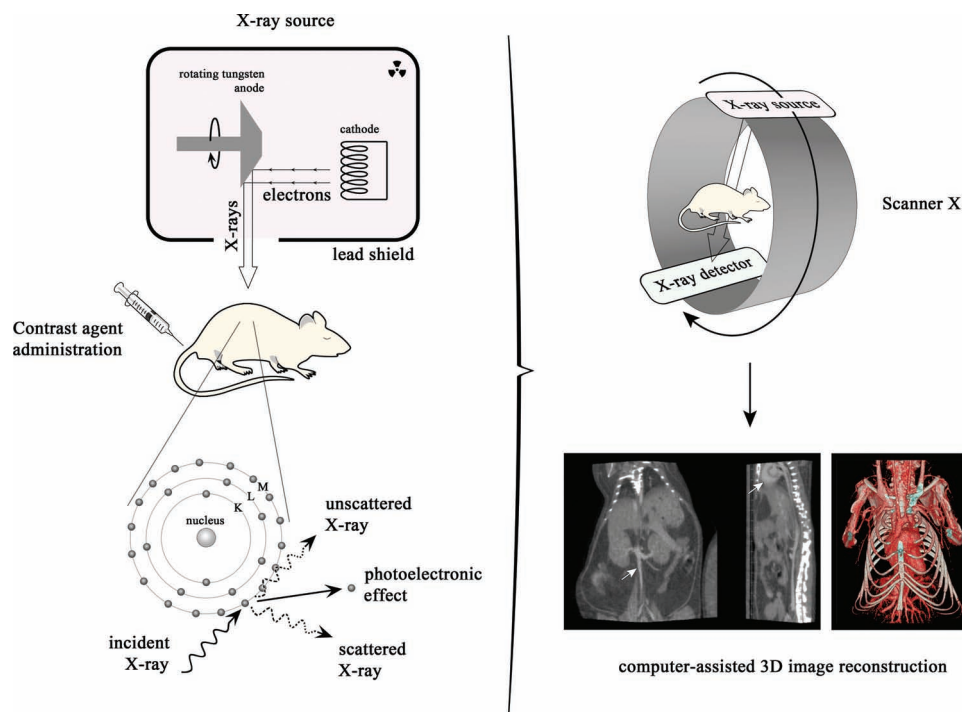 X-ray source
rotating tungsten
anode
cathode
electrons
X-rays
lead shield
Contrast agent
administration
M
L
K
nucleus
unscattered
X-ray
photoelectronic
effect
incident
X-ray
scattered
X-ray
X-ray source
Scanner X
X-ray detector
computer-assisted 3D image reconstruction